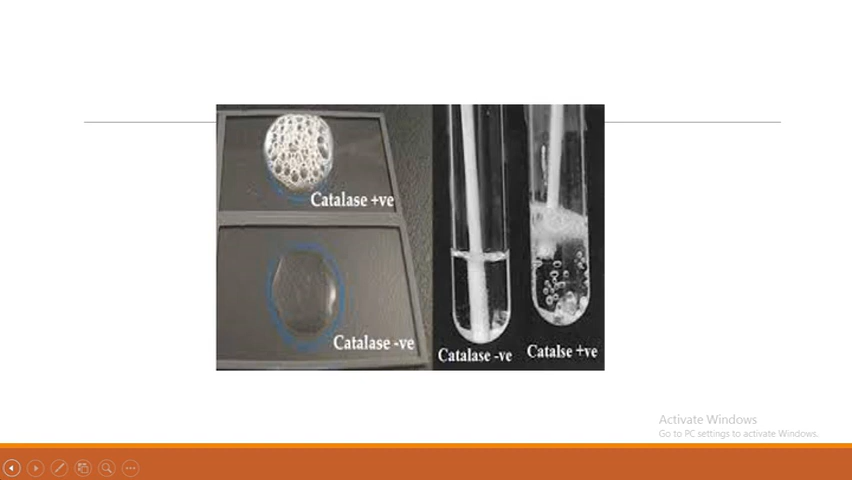 Catalase +ve
Catalase -ve
Catalase -ve
Catalse +ve
Activate Windows
Go to PC settings to activate Windows.